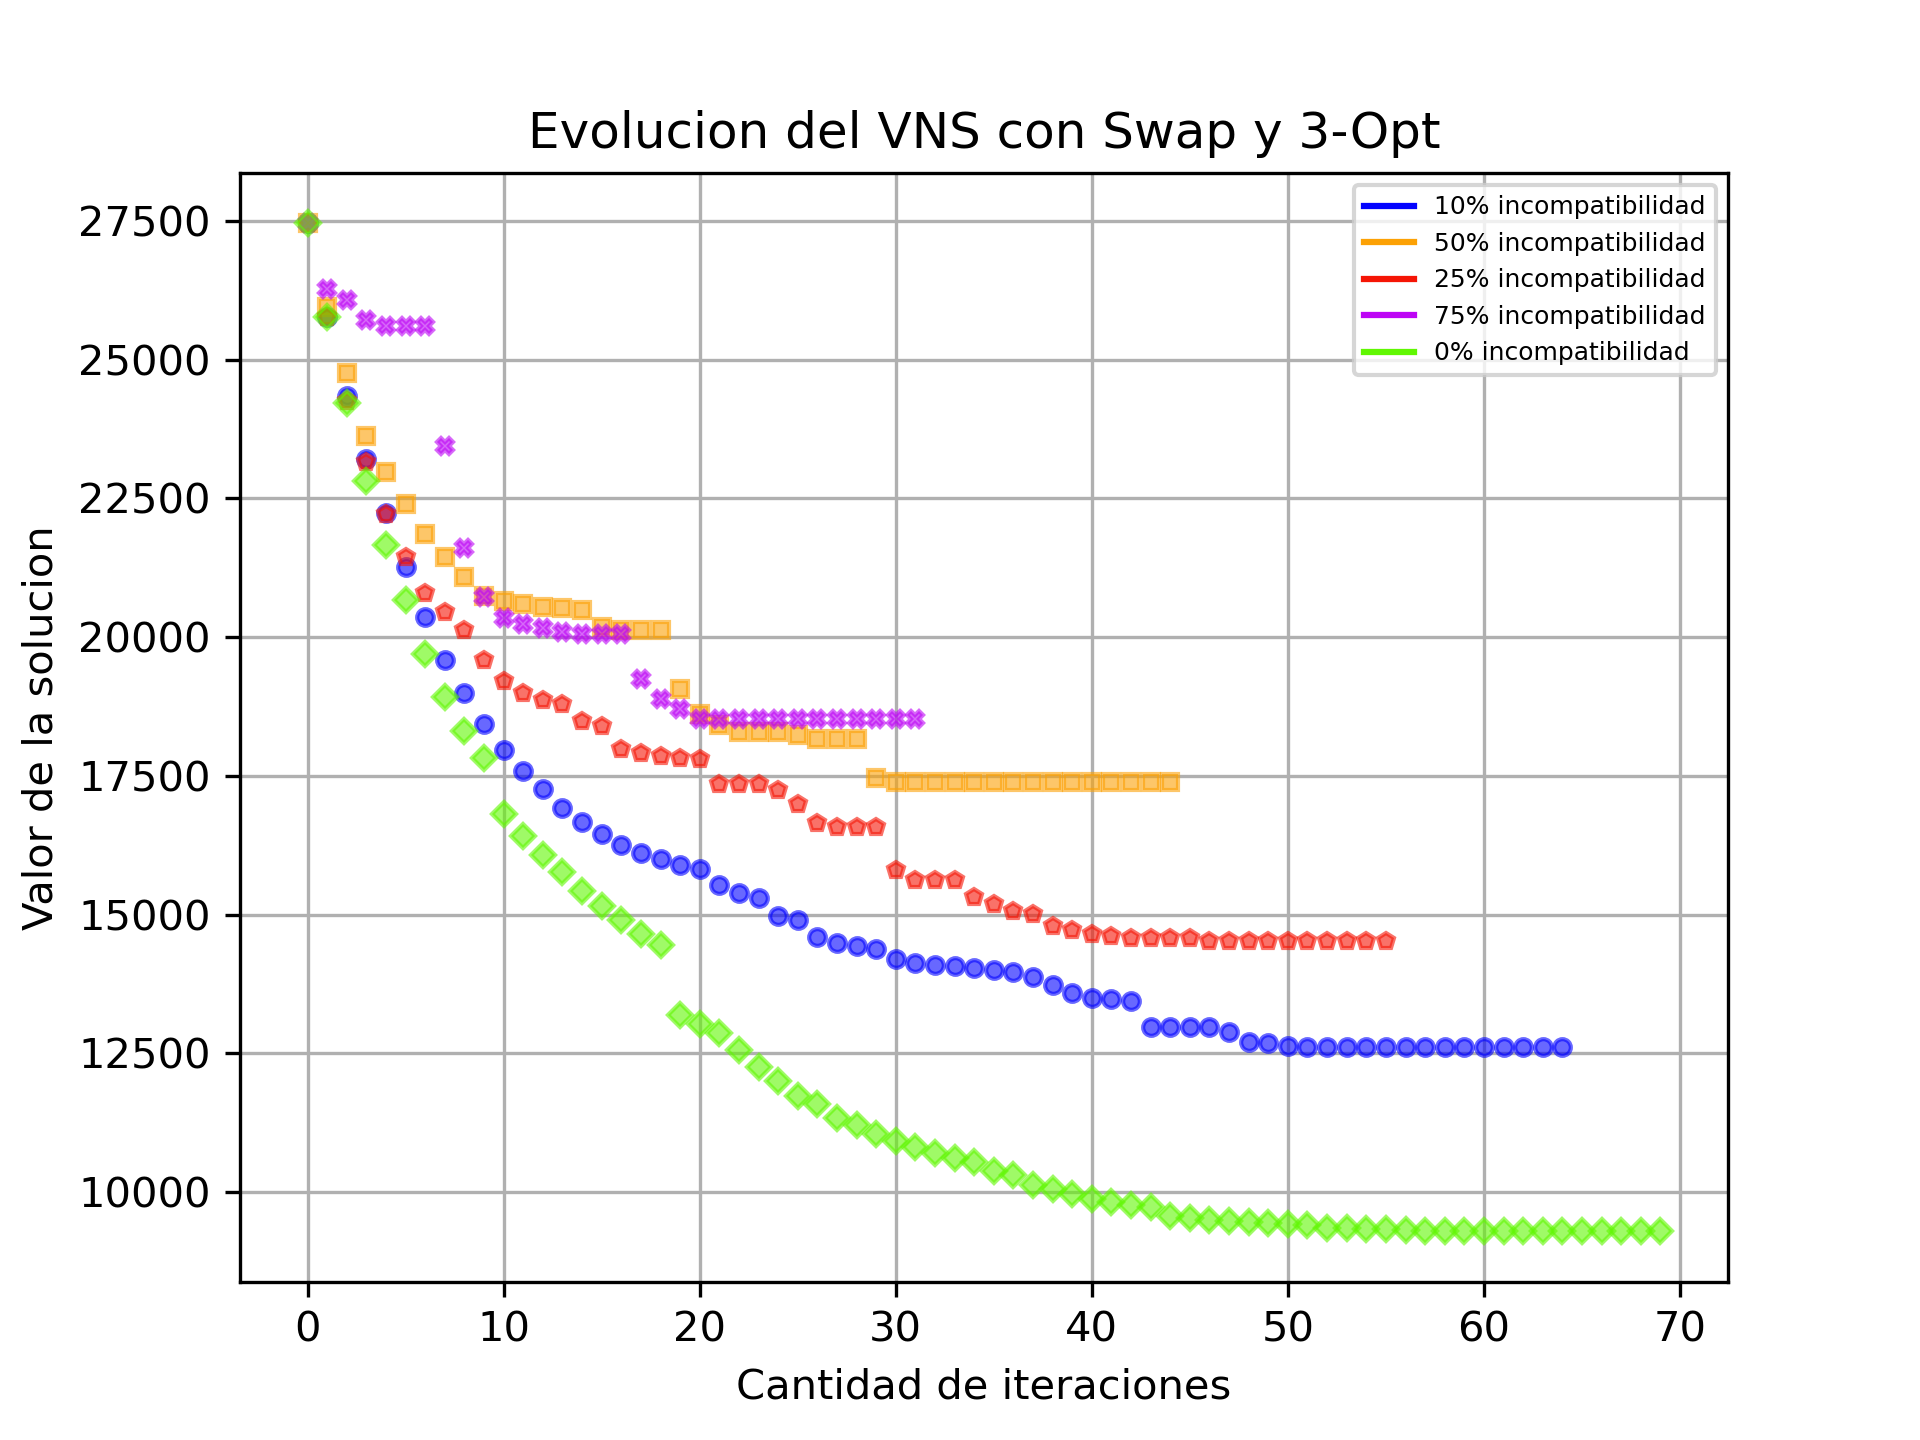 Evolucion del VNS con Swap y 3-Opt
10% incompatibilidad
50% incompatibilidad
25% incompatibilidad
75% incompatibilidad
0% incompatibilidad
Valor de la solucion
27500
25000
22500
20000
17500
15000
12500
10000
0 10 20 30 40 50 60 70
Cantidad de iteraciones